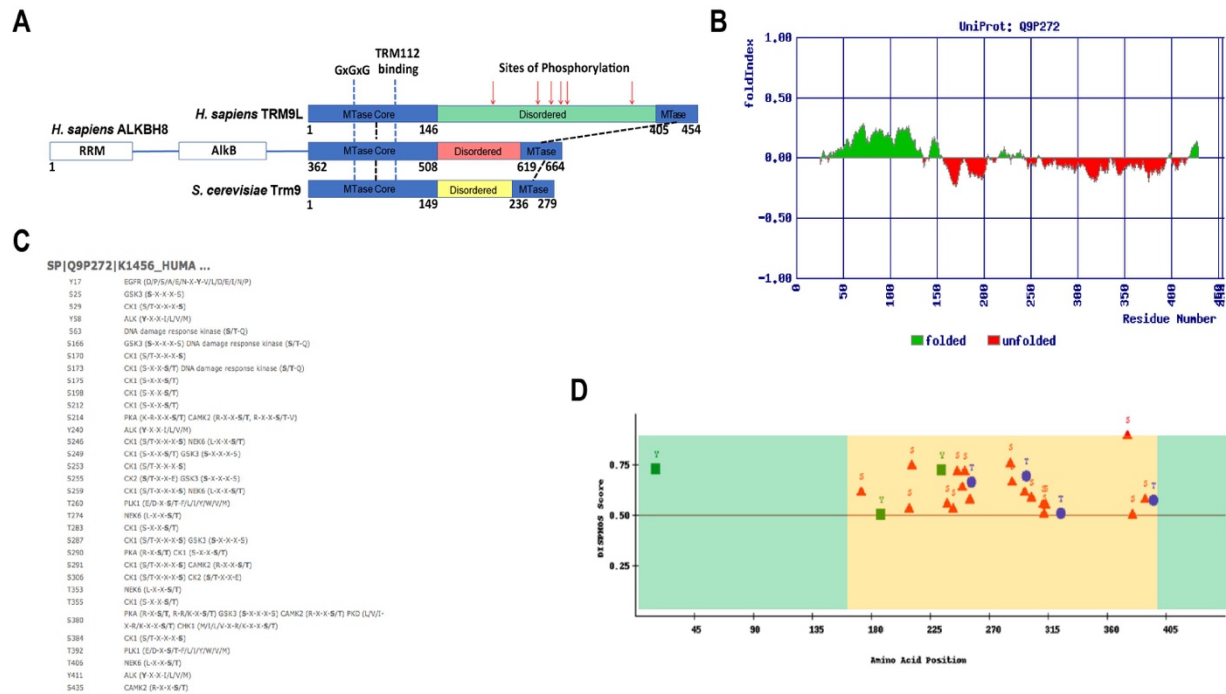 A
GxGxG
TRM112
binding
Sites of Phosphorylation
H. sapiens TRM9L
MTase Core
Disordered
MTase
1
146
405
454
H. sapiens ALKBH8
RRM
AlkB
MTase Core
Disordered
MTase
1
362
508
619
664
S. cerevisiae Trm9
MTase Core
Disordered
MTase
1
149
236
279
B
UniProt: Q9P272
foldIndex
1.00
0.50
0.00
-0.50
-1.00
0
50
100
150
200
250
300
350
400
Residue Number
folded
unfolded
C
SP|Q9P272|K1456_HUMA ...
Y17 EGFR (D/P/S/A/E/N-X-Y-V/L/D/E/I/N/P)
S25 GSK3 (S-X-X-X-S)
S29 CK1 (S/T-X-X-X-S)
Y58 ALK (Y-X-X-I/L/V/M)
S63 DNA damage response kinase (S/T-Q)
S166 GSK3 (S-X-X-X-S) DNA damage response kinase (S/T-Q)
S170 CK1 (S/T-X-X-X-S)
S173 CK1 (S-X-X-S/T) DNA damage response kinase (S/T-Q)
S175 CK1 (S-X-X-S/T)
S198 CK1 (S-X-X-S/T)
S212 CK1 (S-X-X-S/T)
S214 PKA (K-R-X-X-S/T) CAMK2 (R-X-X-S/T, R-X-X-S/T-V)
Y240 ALK (Y-X-X-I/L/V/M)
S246 CK1 (S/T-X-X-X-S) NEK6 (L-X-X-S/T)
S249 CK1 (S-X-X-S/T) GSK3 (S-X-X-X-S)
S253 CK1 (S/T-X-X-X-S)
S255 CK2 (S/T-X-X-E) GSK3 (S-X-X-X-S)
S259 CK1 (S/T-X-X-X-S) NEK6 (L-X-X-S/T)
T260 PLK1 (E/D-X-S/T-F/L/I/Y/W/V/M)
T274 NEK6 (L-X-X-S/T)
T283 CK1 (S-X-X-S/T)
S287 CK1 (S/T-X-X-X-S) GSK3 (S-X-X-X-S)
S290 PKA (R-X-S/T) CK1 (S-X-X-S/T)
S291 CK1 (S/T-X-X-X-S) CAMK2 (R-X-X-S/T)
S306 CK1 (S/T-X-X-X-S) CK2 (S/T-X-X-E)
T353 NEK6 (L-X-X-S/T)
T355 CK1 (S-X-X-S/T)
S380 PKA (R-X-S/T, R-R/K-X-S/T) GSK3 (S-X-X-X-S) CAMK2 (R-X-X-S/T) PKD (L/V/I-
X-R/K-X-X-S/T) CHK1 (M/I/L/V-X-R/K-X-X-S/T)
S384 CK1 (S/T-X-X-X-S)
T392 PLK1 (E/D-X-S/T-F/L/I/Y/W/V/M)
T406 NEK6 (L-X-X-S/T)
Y411 ALK (Y-X-X-I/L/V/M)
S435 CAMK2 (R-X-X-S/T)
D
DISPHOS Score
0.75
0.50
0.25
45
90
135
180
225
270
315
360
405
Amino Acid Position